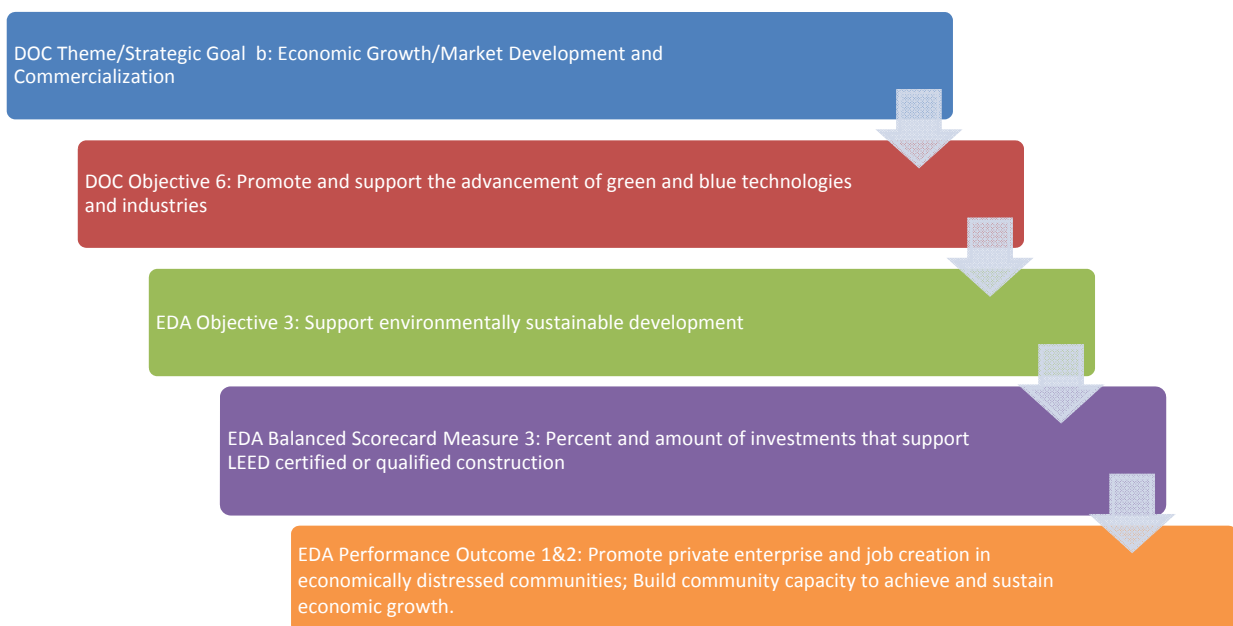 DOC Theme/Strategic Goal  b: Economic Growth/Market Development and
Commercialization
DOC Objective 6: Promote and support the advancement of green and blue technologies
and industries
EDA Objective 3: Support environmentally sustainable development
EDA Balanced Scorecard Measure 3: Percent and amount of investments that support
LEED certified or qualified construction
EDA Performance Outcome 1&2: Promote private enterprise and job creation in
economically distressed communities; Build community capacity to achieve and sustain
economic growth.